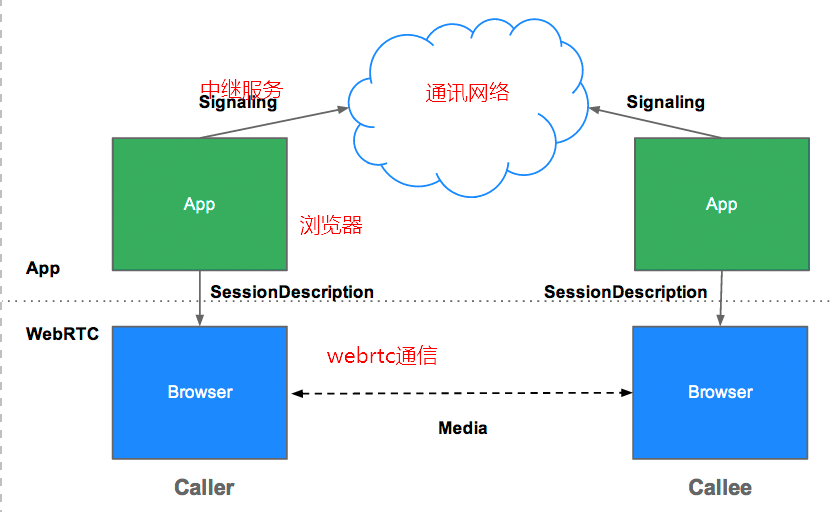 中继服务
Signaling
通讯网络
Signaling
App
浏览器
App
App
SessionDescription
SessionDescription
WebRTC
webrtc通信
Browser
Browser
Media
Caller
Callee